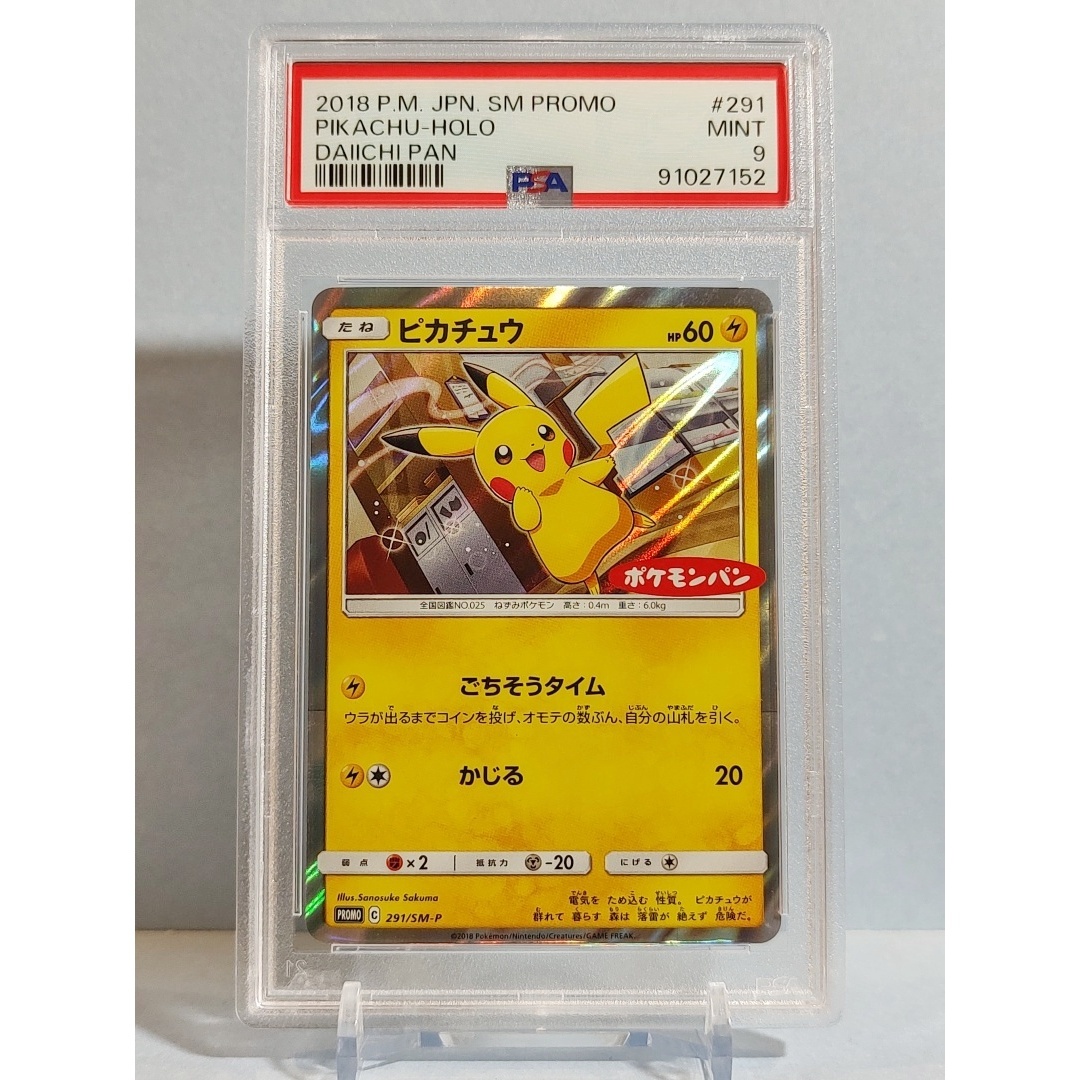 2018 P.M. JPN. SM PROMO #291
PIKACHU-HOLO MINT
DAIICHI PAN 9
PSA 91027152
たね ピカチュウ HP60
ポケモンパン
全国図鑑NO.025 ねずみポケモン 高さ:0.4m 重さ:6.0kg
ごちそうタイム
ウラが出るまでコインを投げ、オモテの数ぶん、自分の山札を引く。
かじる 20
弱点 ×2 抵抗力 -20 にげる
Illus.Sanosuke Sakuma
電気を ため込む 性質。 ピカチュウが
群れて 暮らす 森は 落雷が 絶えず 危険だ。
PROMO C 291/SM-P
©2018 Pokémon/Nintendo/Creatures/GAME FREAK.